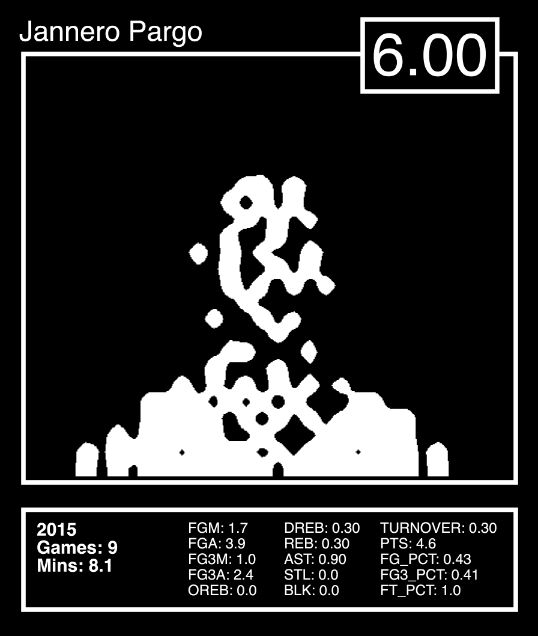 Jannero Pargo
6.00
2015
Games: 9
Mins: 8.1
FGM: 1.7
FGA: 3.9
FG3M: 1.0
FG3A: 2.4
OREB: 0.0
DREB: 0.30
REB: 0.30
AST: 0.90
STL: 0.0
BLK: 0.0
TURNOVER: 0.30
PTS: 4.6
FG_PCT: 0.43
FG3_PCT: 0.41
FT_PCT: 1.0